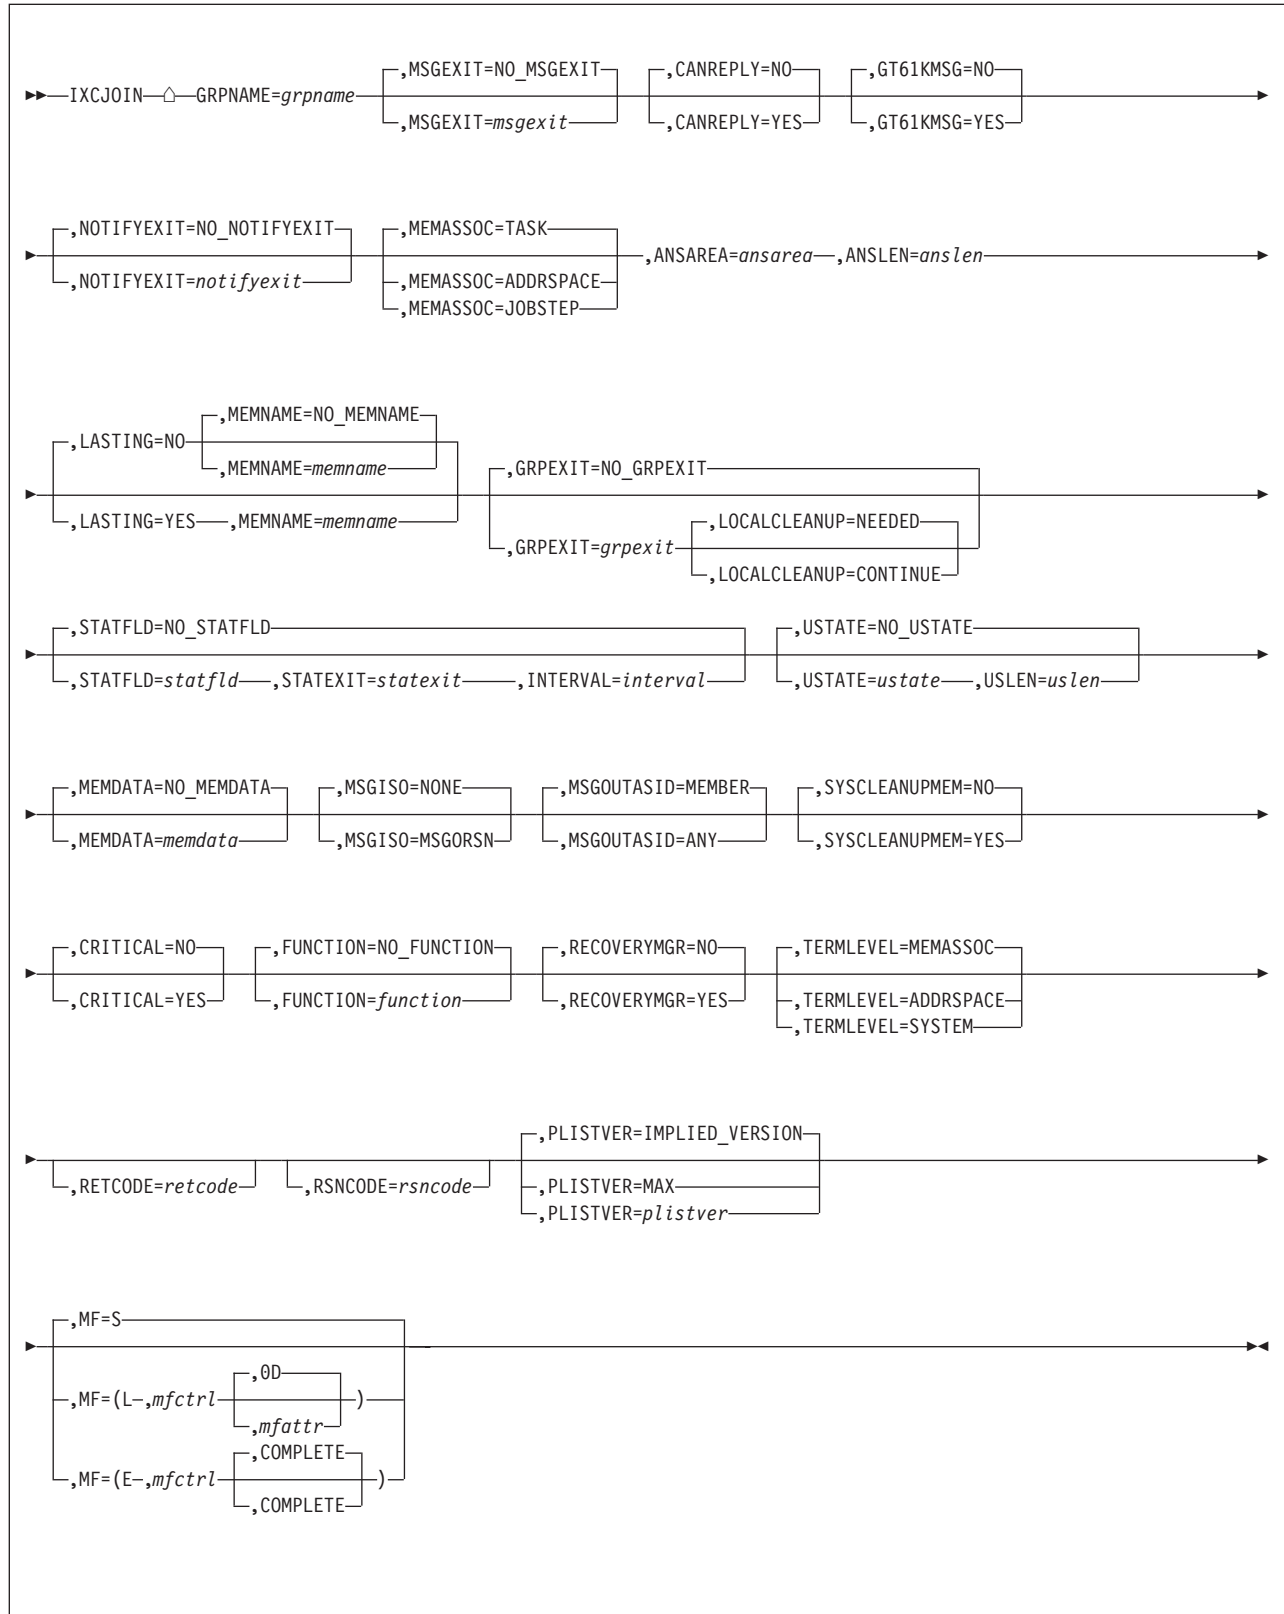 ,MSGEXIT=NO_MSGEXIT ,CANREPLY=NO ,GT61KMSG=NO
IXCJOIN GRPNAME=grpname
,MSGEXIT=msgexit ,CANREPLY=YES ,GT61KMSG=YES
,NOTIFYEXIT=NO_NOTIFYEXIT ,MEMASSOC=TASK ,ANSAREA=ansarea ,ANSLEN=anslen
,NOTIFYEXIT=notifyexit ,MEMASSOC=ADDRSPACE
,MEMASSOC=JOBSTEP
,MEMNAME=NO_MEMNAME
,LASTING=NO
,MEMNAME=memname ,GRPEXIT=NO_GRPEXIT
,LASTING=YES ,MEMNAME=memname ,LOCALCLEANUP=NEEDED
,GRPEXIT=grpexit
,LOCALCLEANUP=CONTINUE
,STATFLD=NO_STATFLD ,USTATE=NO_USTATE
,STATFLD=statfld ,STATEXIT=statexit ,INTERVAL=interval ,USTATE=ustate ,USLEN=uslen
,MEMDATA=NO_MEMDATA ,MSGISO=NONE ,MSGOUTASID=MEMBER ,SYSCLEANUPMEM=NO
,MEMDATA=memdata ,MSGISO=MSGORSN ,MSGOUTASID=ANY ,SYSCLEANUPMEM=YES
,CRITICAL=NO ,FUNCTION=NO_FUNCTION ,RECOVERYMGR=NO ,TERMLEVEL=MEMASSOC
,CRITICAL=YES ,FUNCTION=function ,RECOVERYMGR=YES ,TERMLEVEL=ADDRSPACE
,TERMLEVEL=SYSTEM
,PLISTVER=IMPLIED_VERSION
,RETCODE=retcode ,RSNCODE=rsncode ,PLISTVER=MAX
,PLISTVER=plistver
,MF=S
,0D
,MF=(L ,mfctrl )
,mfattr
,COMPLETE
,MF=(E ,mfctrl )
,COMPLETE